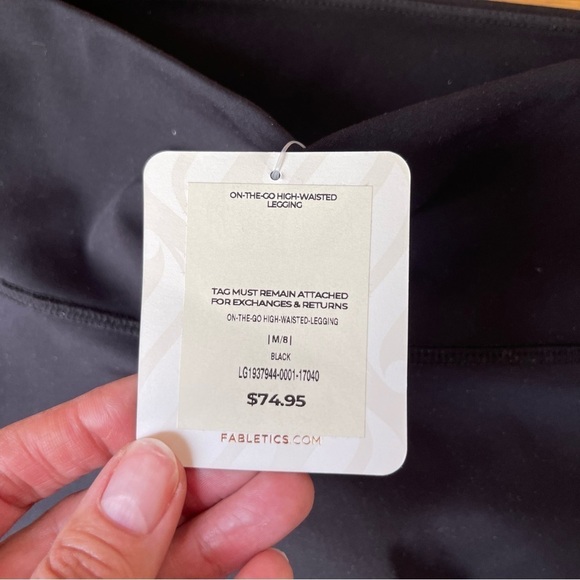 ON-THE-GO HIGH-WAISTED
LEGGING
TAG MUST REMAIN ATTACHED
FOR EXCHANGES & RETURNS
ON-THE-GO HIGH-WAISTED-LEGGING
| M/8 |
BLACK
LG1937944-0001-17040
$74.95
FABLETICS.COM